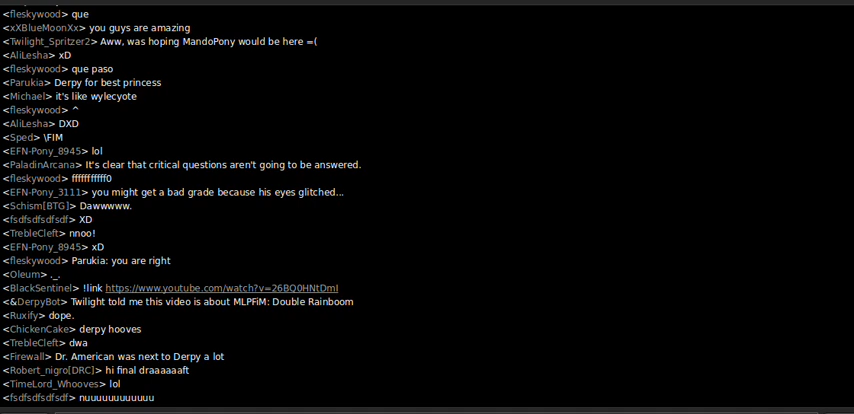 <fleskywood> que
<xXBlueMoonXx> you guys are amazing
<Twilight_Spritzer2> Aww, was hoping MandoPony would be here =(
<AliLesha> xD
<fleskywood> que paso
<Parukia> Derpy for best princess
<Michael> it's like wylecyote
<fleskywood> ^
<AliLesha> DXD
<Sped> \FIM
<EFN-Pony_8945> lol
<PaladinArcana> It's clear that critical questions aren't going to be answered.
<fleskywood> fffffffffff0
<EFN-Pony_3111> you might get a bad grade because his eyes glitched...
<Schism[BTG]> Dawwwww.
<fsdfsdfsdfsdf> XD
<TrebleCleft> nnoo!
<EFN-Pony_8945> xD
<fleskywood> Parukia: you are right
<Oleum> ._.
<BlackSentinel> !link https://www.youtube.com/watch?v=26BQ0HNtDmI
<&DerpyBot> Twilight told me this video is about MLPFiM: Double Rainboom
<Ruxify> dope.
<ChickenCake> derpy hooves
<TrebleCleft> dwa
<Firewall> Dr. American was next to Derpy a lot
<Robert_nigro[DRC]> hi final draaaaaaft
<TimeLord_Whooves> lol
<fsdfsdfsdfsdf> nuuuuuuuuuuuu